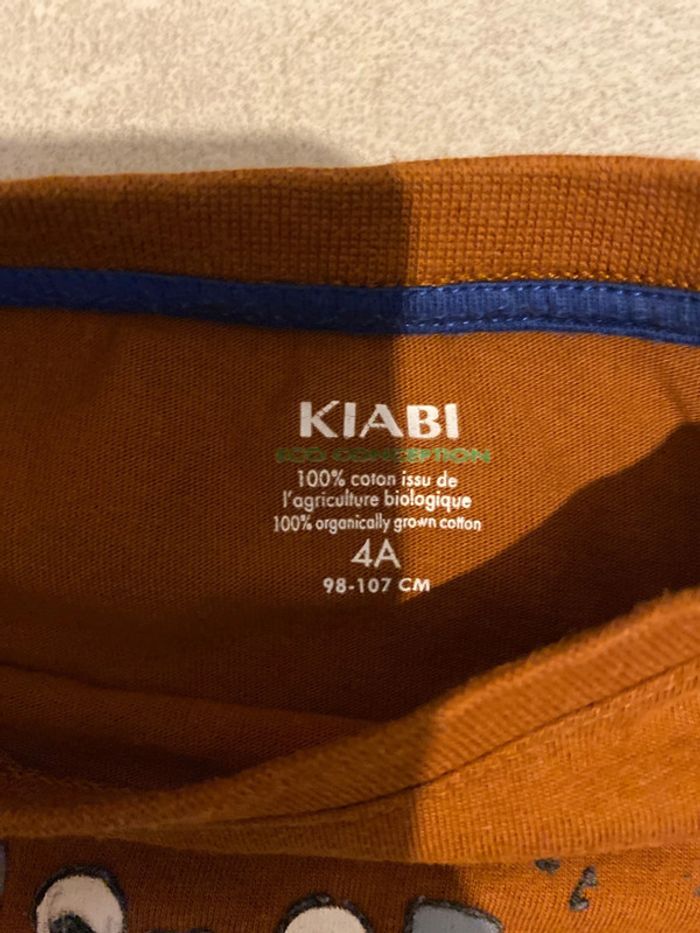 KIABI
ECO CONCEPTION
100% coton issu de
l'agriculture biologique
100% organically grown cotton
4A
98-107 CM